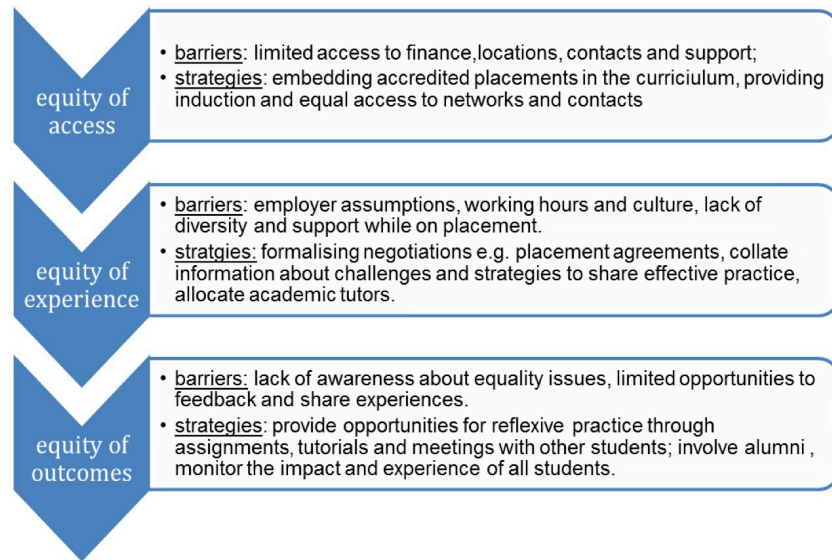 equity of
access
• barriers: limited access to finance,locations, contacts and support;
• strategies: embedding accredited placements in the curriciulum, providing
induction and equal access to networks and contacts
equity of
experience
• barriers: employer assumptions, working hours and culture, lack of
diversity and support while on placement.
• stratgies: formalising negotiations e.g. placement agreements, collate
information about challenges and strategies to share effective practice,
allocate academic tutors.
equity of
outcomes
• barriers: lack of awareness about equality issues, limited opportunities to
feedback and share experiences.
• strategies: provide opportunities for reflexive practice through
assignments, tutorials and meetings with other students; involve alumni ,
monitor the impact and experience of all students.